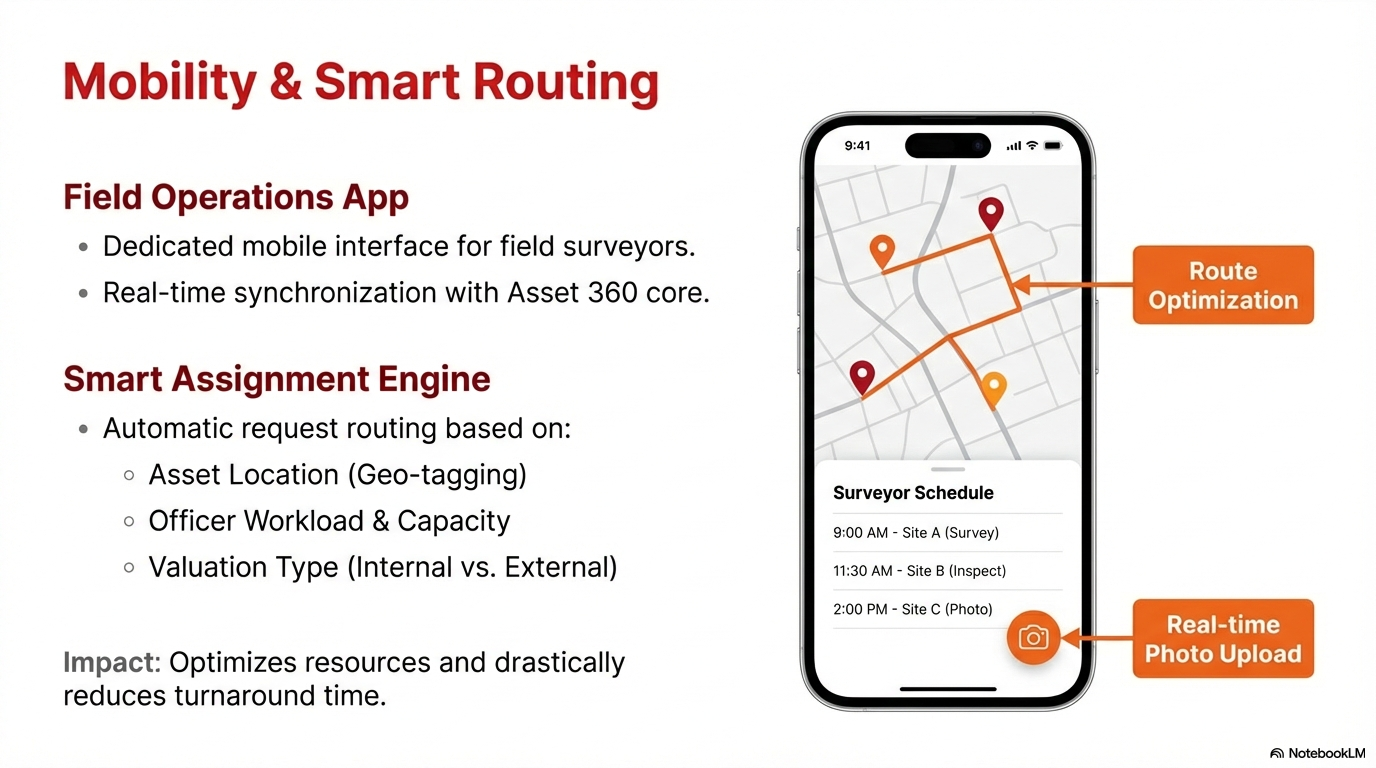 Mobility & Smart Routing
Field Operations App
• Dedicated mobile interface for field surveyors.
• Real-time synchronization with Asset 360 core.
Smart Assignment Engine
• Automatic request routing based on:
○ Asset Location (Geo-tagging)
○ Officer Workload & Capacity
○ Valuation Type (Internal vs. External)
Impact: Optimizes resources and drastically
reduces turnaround time.
9:41
Surveyor Schedule
9:00 AM - Site A (Survey)
11:30 AM - Site B (Inspect)
2:00 PM - Site C (Photo)
Route
Optimization
Real-time
Photo Upload
NotebookLM